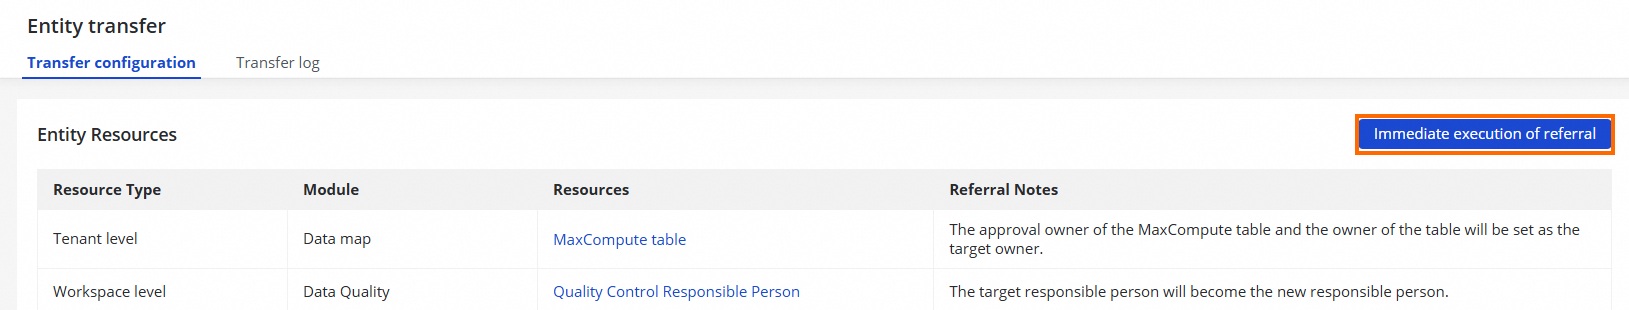 Entity transfer
Transfer configuration
Transfer log
Entity Resources
Immediate execution of referral
Resource Type
Module
Resources
Referral Notes
Tenant level
Data map
MaxCompute table
The approval owner of the MaxCompute table and the owner of the table will be set as the
target owner.
Workspace level
Data Quality
Quality Control Responsible Person
The target responsible person will become the new responsible person.